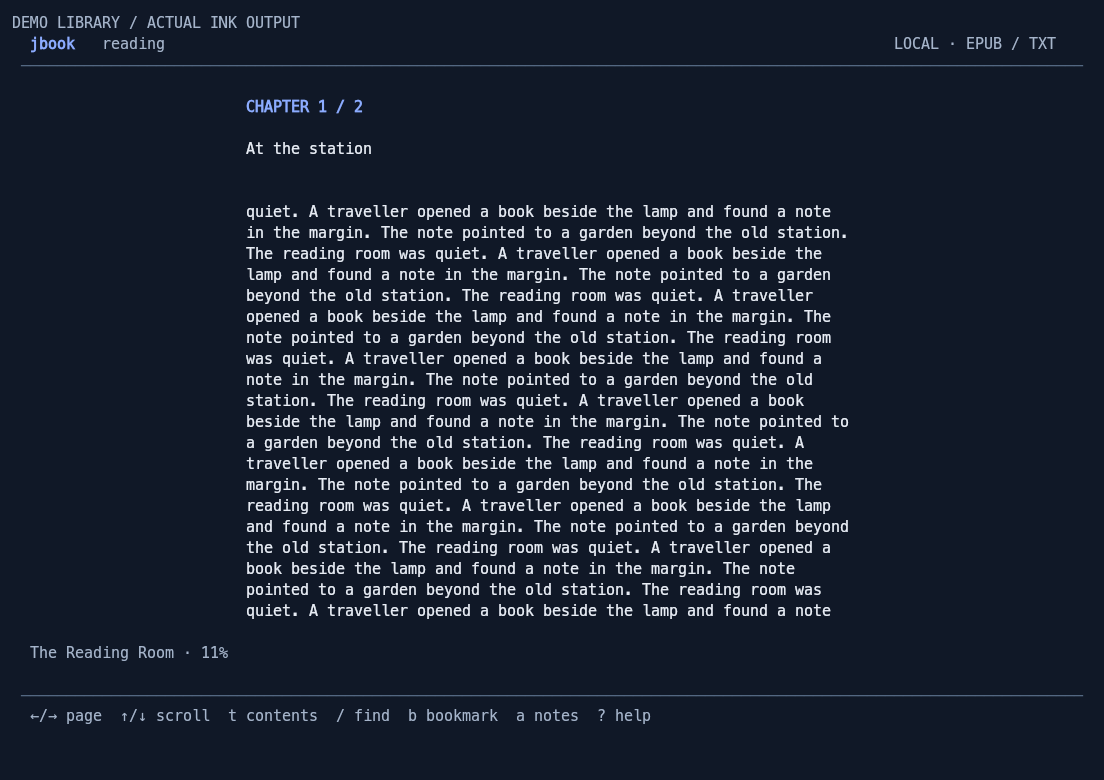 DEMO LIBRARY / ACTUAL INK OUTPUT
jbook reading LOCAL · EPUB / TXT
CHAPTER 1 / 2
At the station
quiet. A traveller opened a book beside the lamp and found a note
in the margin. The note pointed to a garden beyond the old station.
The reading room was quiet. A traveller opened a book beside the
lamp and found a note in the margin. The note pointed to a garden
beyond the old station. The reading room was quiet. A traveller
opened a book beside the lamp and found a note in the margin. The
note pointed to a garden beyond the old station. The reading room
was quiet. A traveller opened a book beside the lamp and found a
note in the margin. The note pointed to a garden beyond the old
station. The reading room was quiet. A traveller opened a book
beside the lamp and found a note in the margin. The note pointed to
a garden beyond the old station. The reading room was quiet. A
traveller opened a book beside the lamp and found a note in the
margin. The note pointed to a garden beyond the old station. The
reading room was quiet. A traveller opened a book beside the lamp
and found a note in the margin. The note pointed to a garden beyond
the old station. The reading room was quiet. A traveller opened a
book beside the lamp and found a note in the margin. The note
pointed to a garden beyond the old station. The reading room was
quiet. A traveller opened a book beside the lamp and found a note
The Reading Room · 11%
←/→ page ↑/↓ scroll t contents / find b bookmark a notes ? help